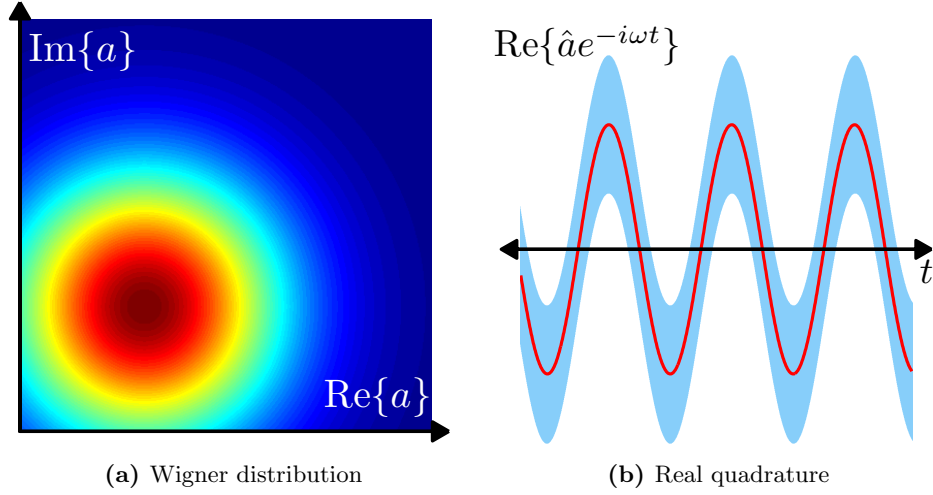 Im{a}
Re{a}
(a) Wigner distribution
Re{âe^{-iωt}}
t
(b) Real quadrature